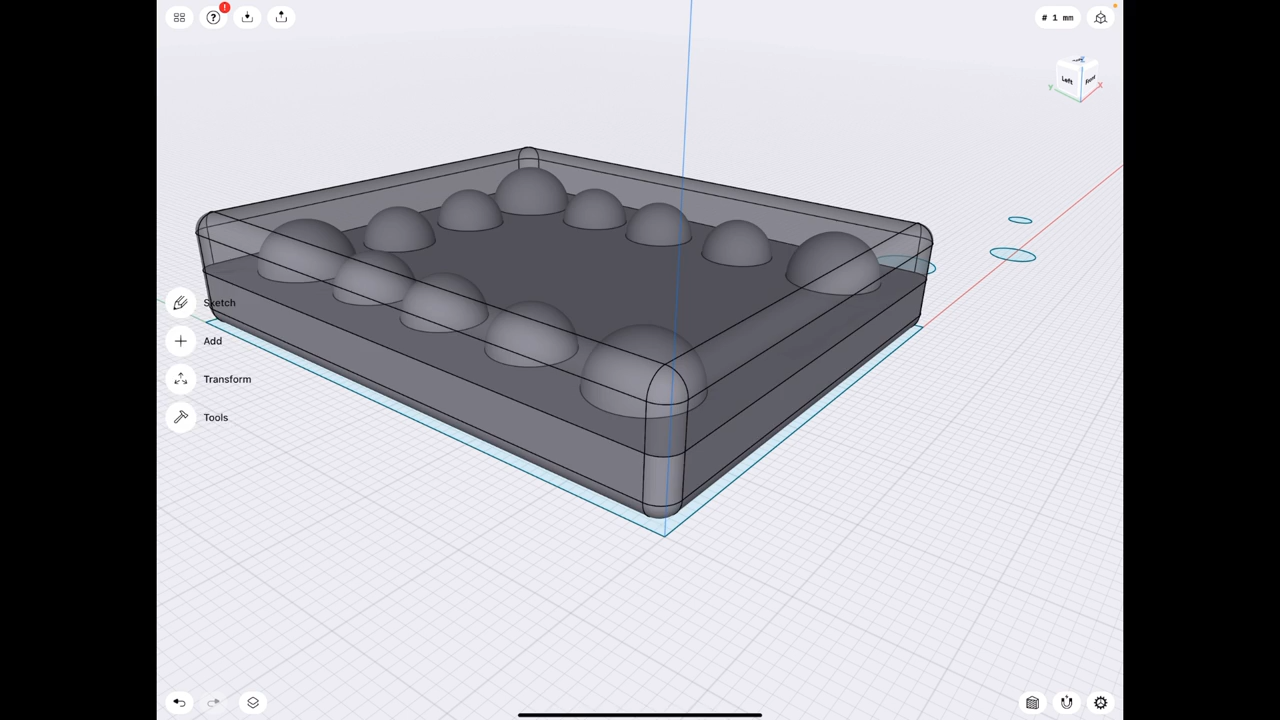 !
# 1 mm
Left
Front
Z
Y
X
Sketch
Add
Transform
Tools